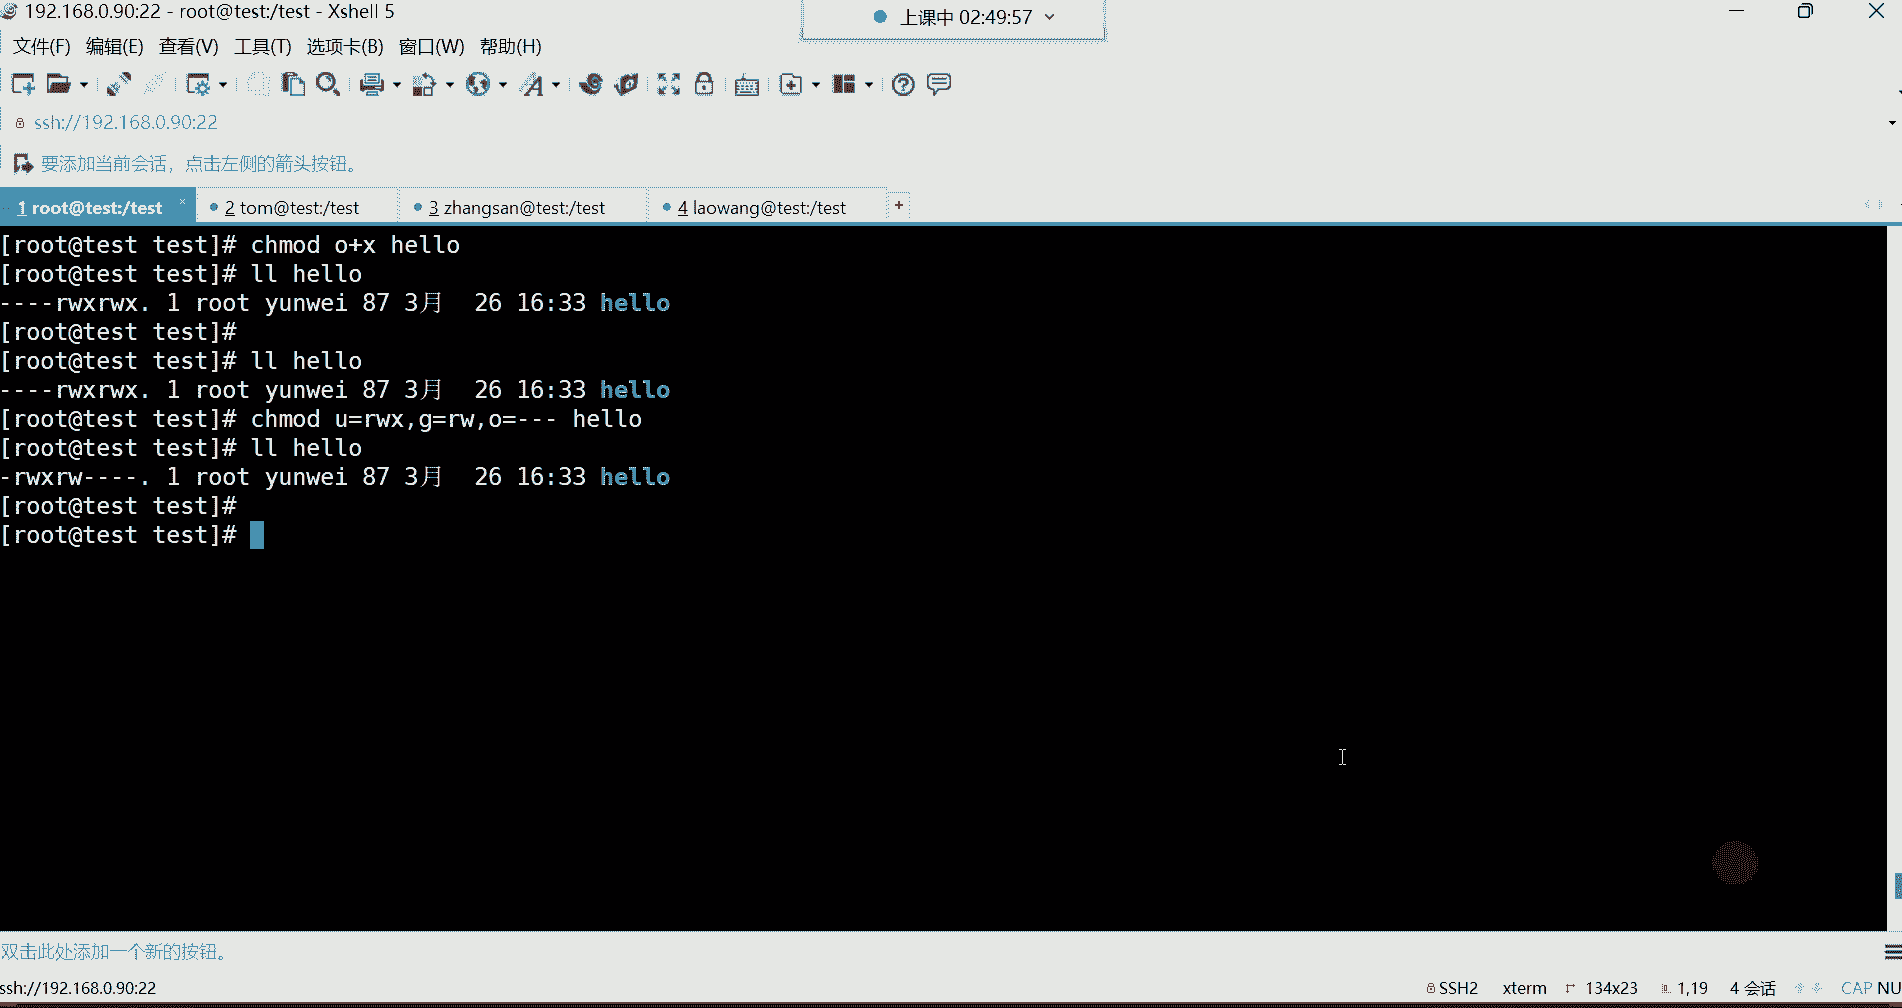 192.168.0.90:22 - root@test:/test - Xshell 5
上课中 02:49:57
文件(F) 编辑(E) 查看(V) 工具(T) 选项卡(B) 窗口(W) 帮助(H)
ssh://192.168.0.90:22
要添加当前会话，点击左侧的箭头按钮。
1 root@test:/test × 2 tom@test:/test 3 zhangsan@test:/test 4 laowang@test:/test +
[root@test test]# chmod o+x hello
[root@test test]# ll hello
----rwxrwx. 1 root yunwei 87 3月  26 16:33 hello
[root@test test]#
[root@test test]# ll hello
----rwxrwx. 1 root yunwei 87 3月  26 16:33 hello
[root@test test]# chmod u=rwx,g=rw,o=--- hello
[root@test test]# ll hello
-rwxrw----. 1 root yunwei 87 3月  26 16:33 hello
[root@test test]#
[root@test test]#
双击此处添加一个新的按钮。
ssh://192.168.0.90:22 SSH2 xterm 134x23 1,19 4 会话 CAP NU